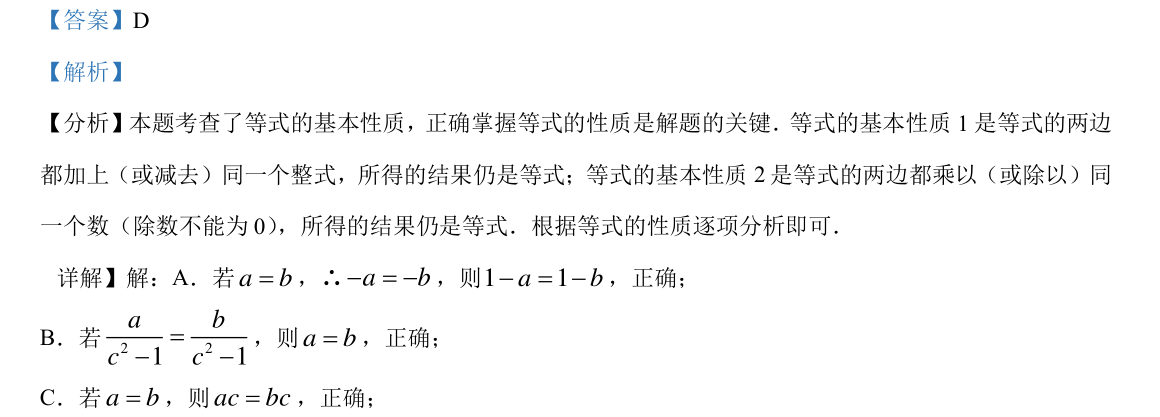 【答案】D
【解析】
【分析】本题考查了等式的基本性质，正确掌握等式的性质是解题的关键．等式的基本性质 1 是等式的两边
都加上（或减去）同一个整式，所得的结果仍是等式；等式的基本性质 2 是等式的两边都乘以（或除以）同
一个数（除数不能为 0），所得的结果仍是等式．根据等式的性质逐项分析即可．
详解】解：A．若 a＝b，∴ −a＝−b，则 1−a＝1−b，正确；
B．若 a/(c²−1)＝b/(c²−1)，则 a＝b，正确；
C．若 a＝b，则 ac＝bc，正确；